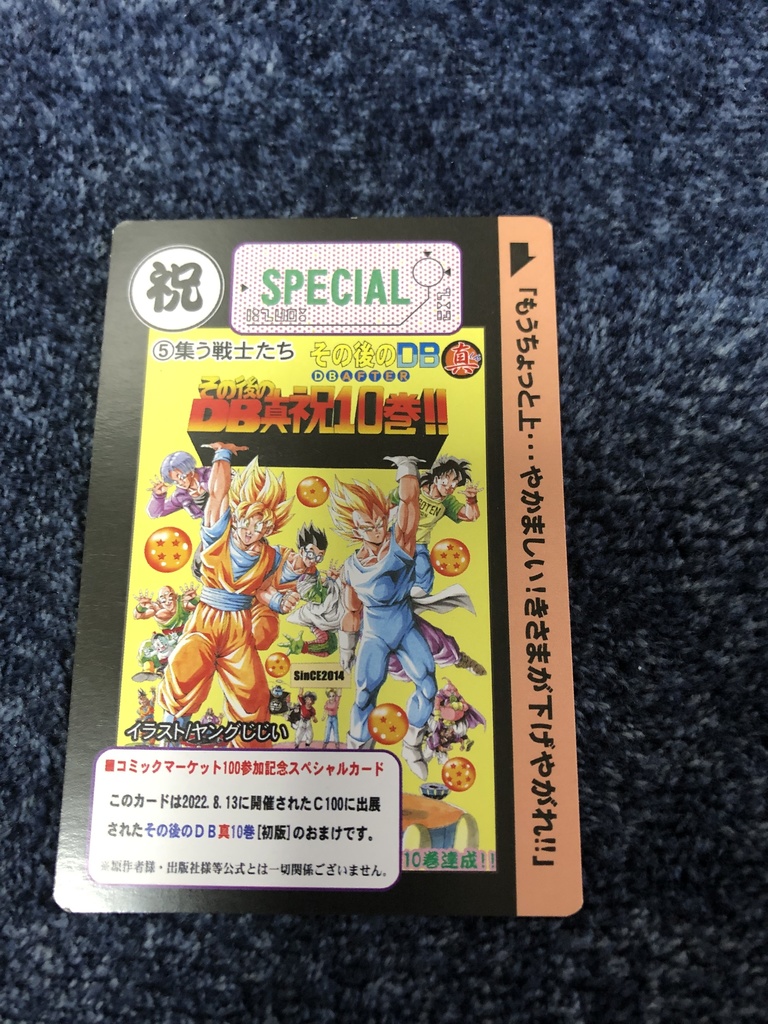 祝
SPECIAL
⑤集う戦士たち
その後のDB真
DBAFTER
その後の
DB真祝10巻!!
GOTEN
SinCE2014
イラスト/ヤングじじい
■コミックマーケット100参加記念スペシャルカード
このカードは2022.8.13に開催されたC100に出展
されたその後のDB真10巻[初版]のおまけです。
※原作者様・出版社様等公式とは一切関係ございません。
10巻達成!!
「もうちょっと上…やかましい!きさまが下げやがれ!!」